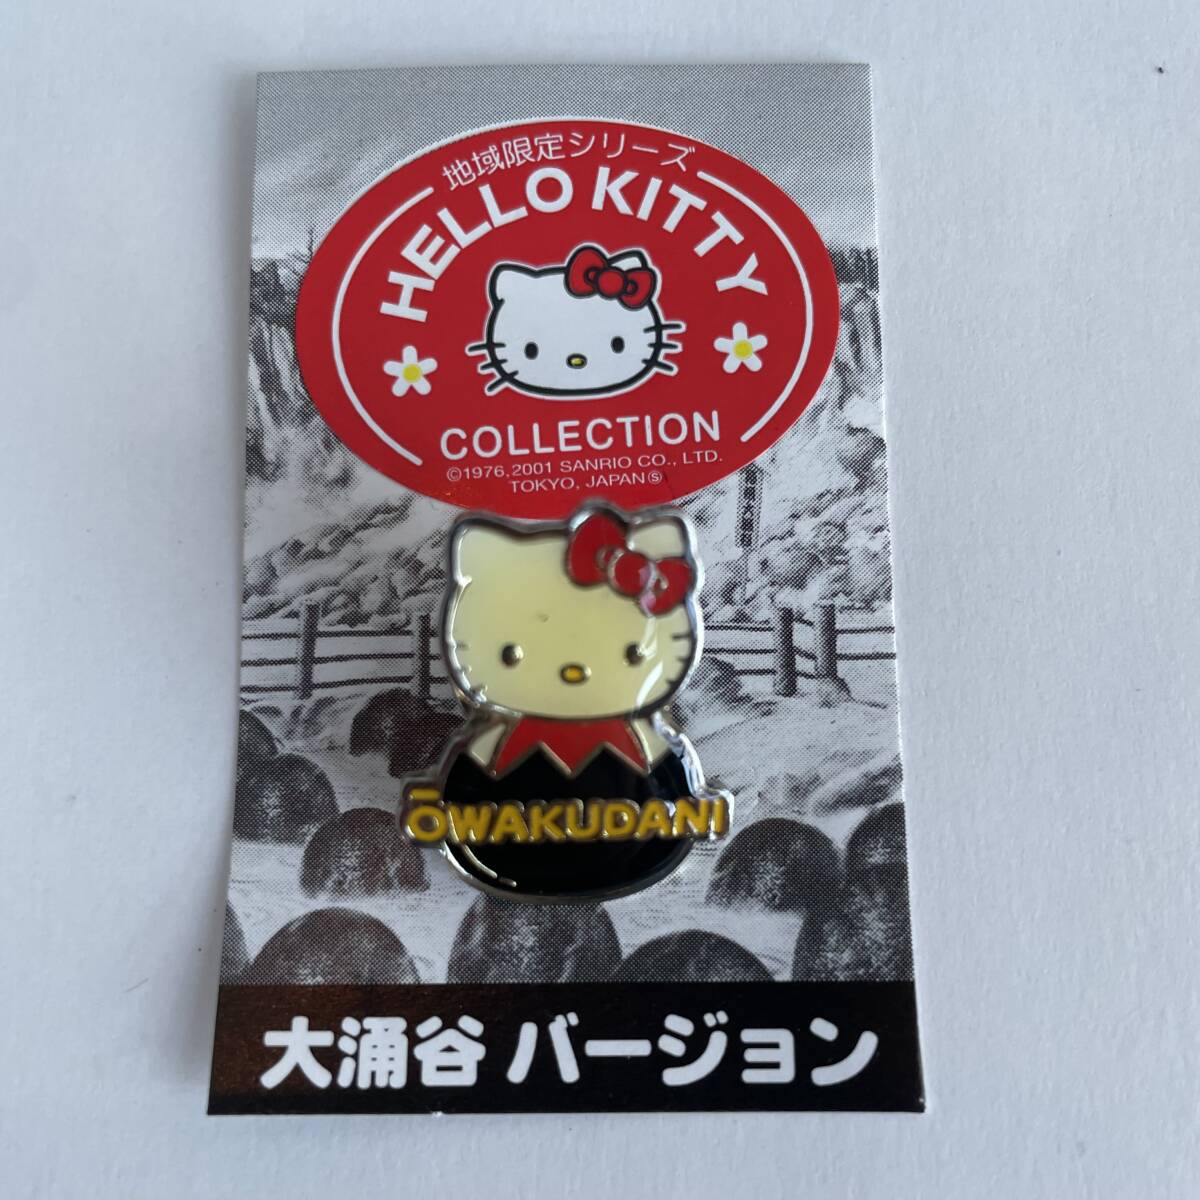 地域限定シリーズ
HELLO KITTY
COLLECTION
©1976,2001 SANRIO CO., LTD.
TOKYO, JAPANⓈ
ŌWAKUDANI
大涌谷 バージョン